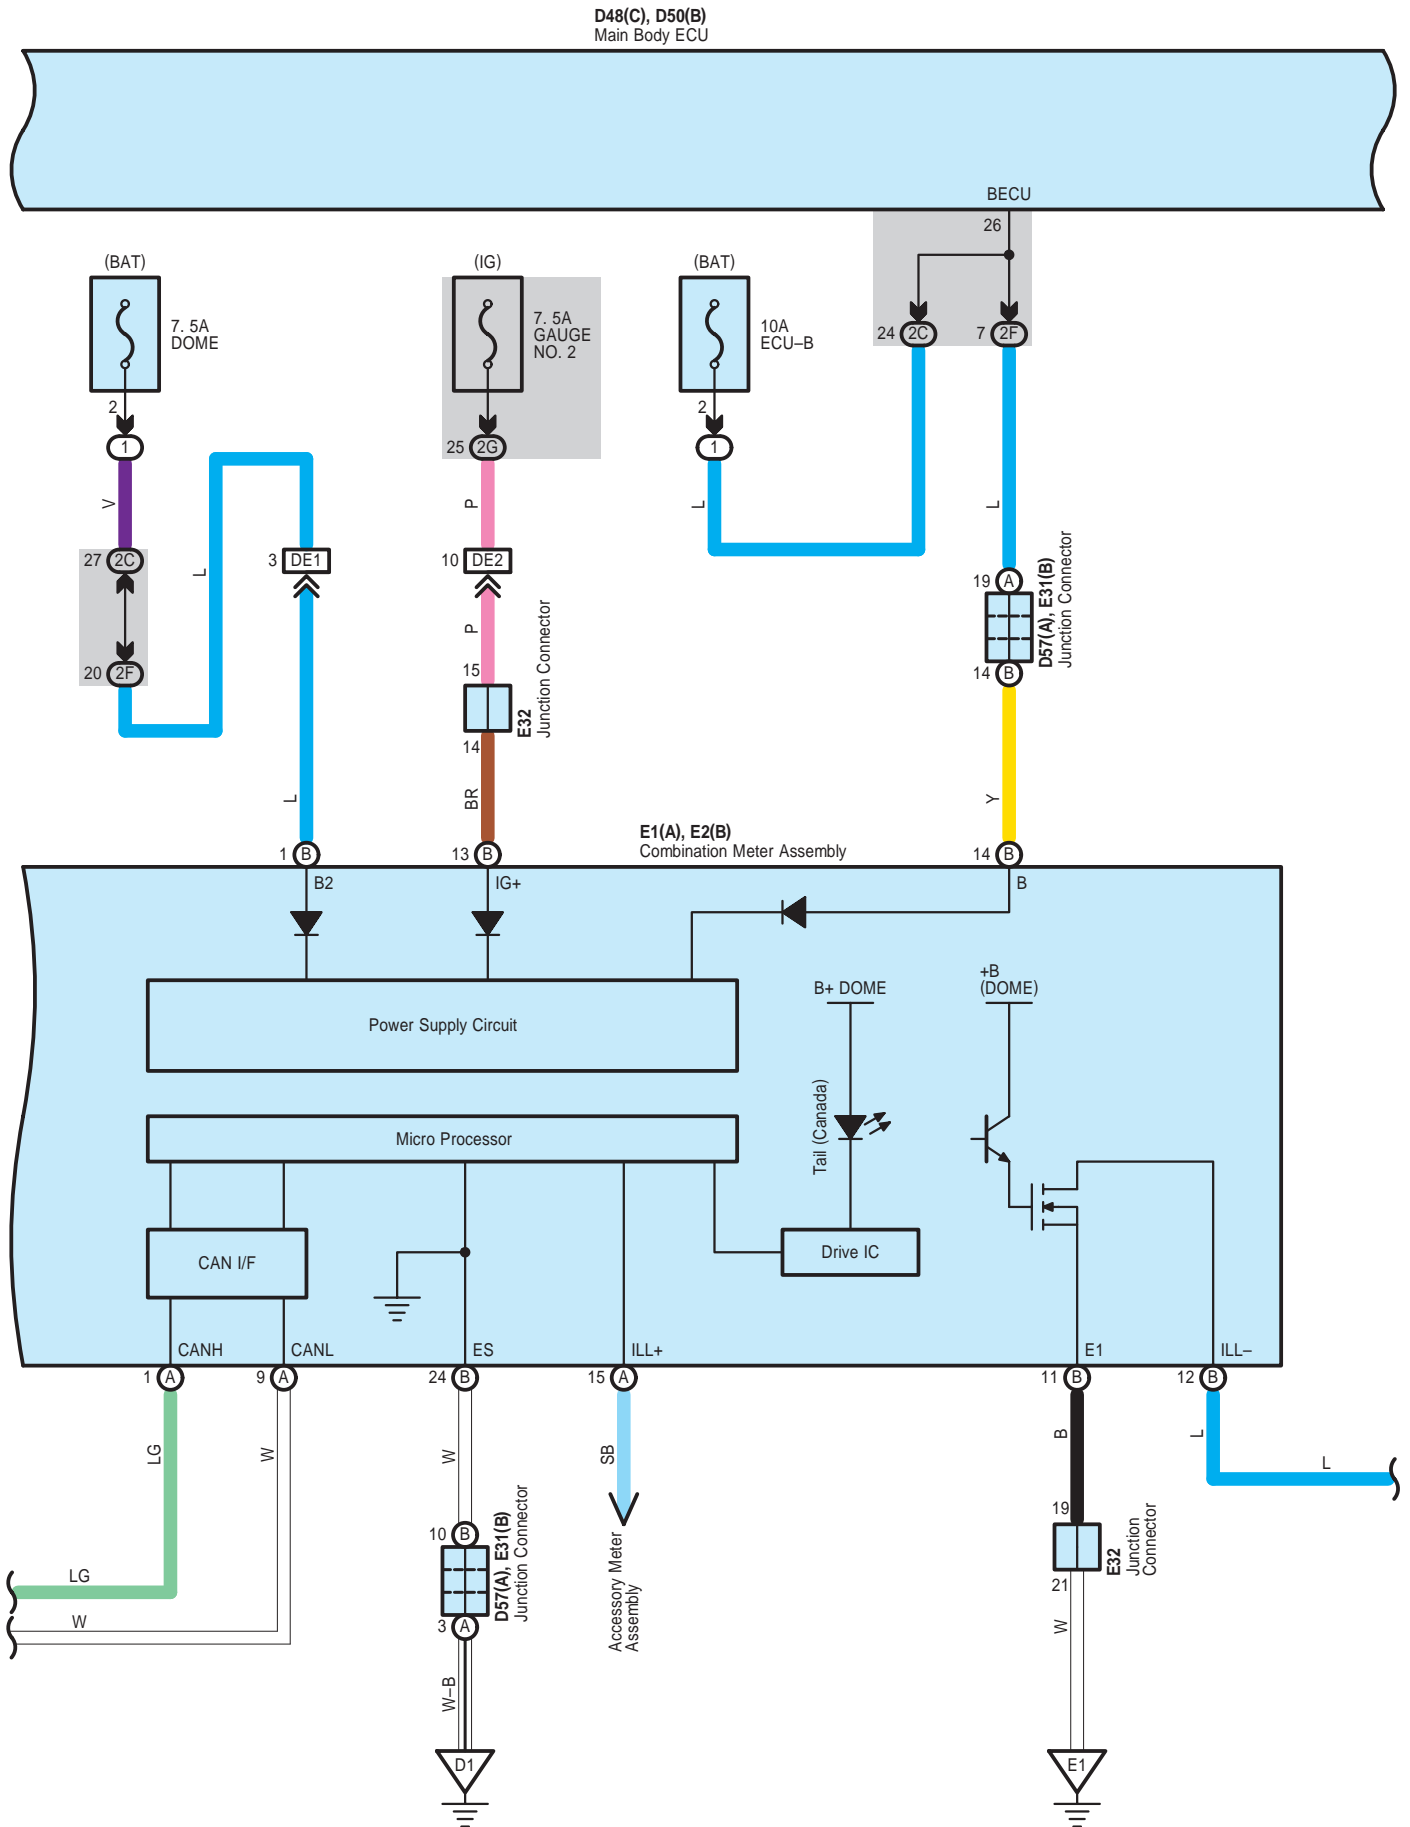 D48(C), D50(B)
Main Body ECU
BECU
26
(BAT)
7. 5A
DOME
2
1
V
27 2C
20 2F
L
3 DE1
L
1 B
(IG)
7. 5A
GAUGE
NO. 2
25 2G
P
10 DE2
P
15
E32
Junction Connector
14
BR
13 B
(BAT)
10A
ECU–B
2
1
L
24 2C
7 2F
L
19 A
D57(A), E31(B)
Junction Connector
14 B
Y
14 B
E1(A), E2(B)
Combination Meter Assembly
B2
IG+
B
Power Supply Circuit
B+ DOME
+B
(DOME)
Tail (Canada)
Micro Processor
CAN I/F
Drive IC
CANH
CANL
ES
ILL+
E1
ILL–
1 A
9 A
24 B
15 A
11 B
12 B
LG
W
W
SB
B
L
L
LG
W
10 B
D57(A), E31(B)
Junction Connector
3 A
W–B
D1
Accessory Meter
Assembly
19
E32
Junction
Connector
21
W
E1